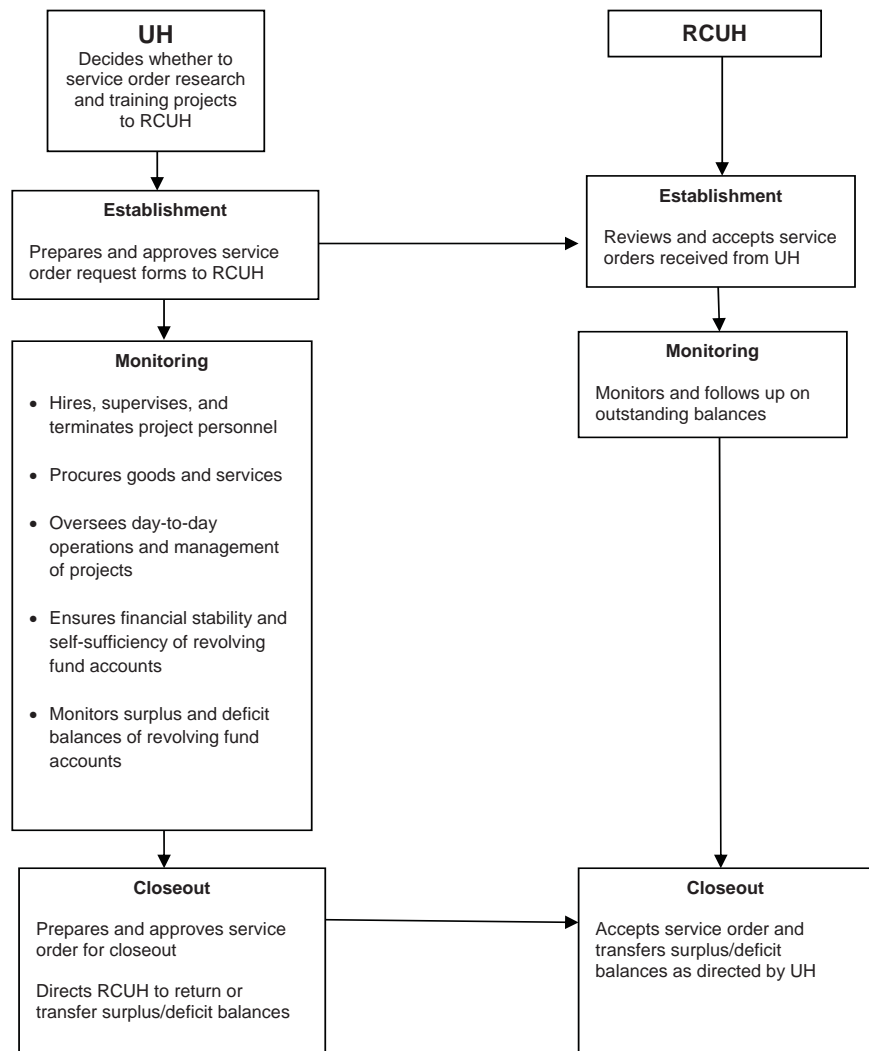 UH
Decides whether to
service order research
and training projects
to RCUH
RCUH
Establishment
Prepares and approves service
order request forms to RCUH
Establishment
Reviews and accepts service
orders received from UH
Monitoring
• Hires, supervises, and
terminates project personnel
• Procures goods and services
• Oversees day-to-day
operations and management
of projects
• Ensures financial stability and
self-sufficiency of revolving
fund accounts
• Monitors surplus and deficit
balances of revolving fund
accounts
Monitoring
Monitors and follows up on
outstanding balances
Closeout
Prepares and approves service
order for closeout
Directs RCUH to return or
transfer surplus/deficit balances
Closeout
Accepts service order and
transfers surplus/deficit
balances as directed by UH